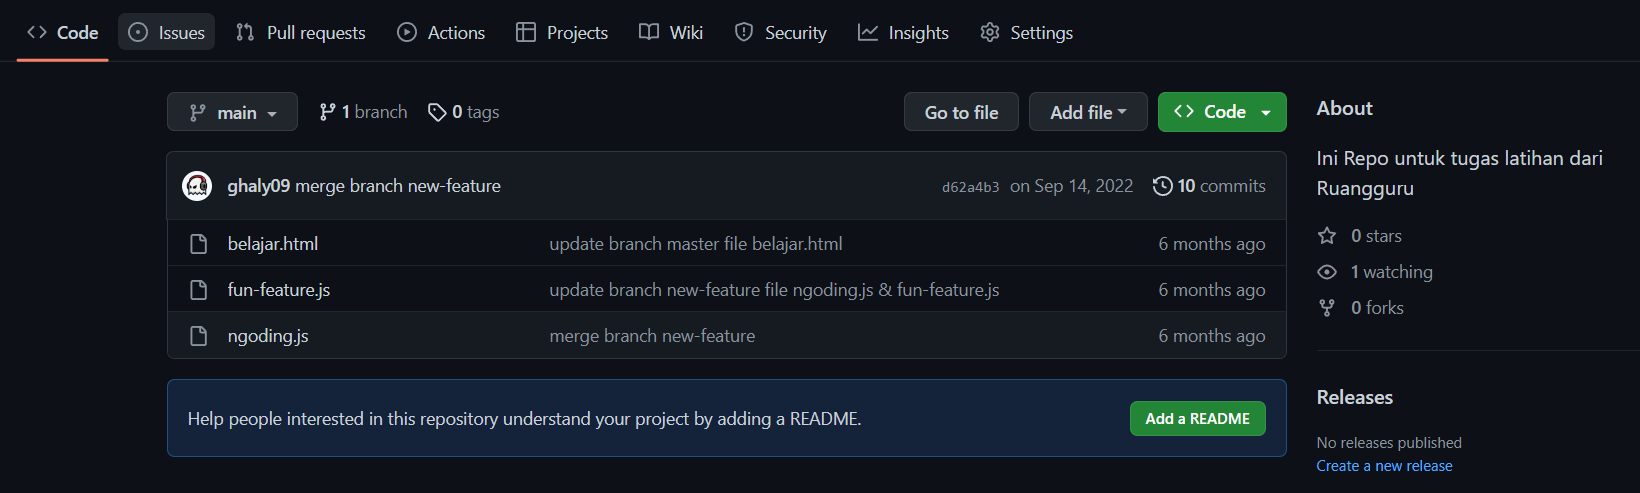 Code Issues Pull requests Actions Projects Wiki Security Insights Settings
main 1 branch 0 tags Go to file Add file Code
ghaly09 merge branch new-feature d62a4b3 on Sep 14, 2022 10 commits
belajar.html update branch master file belajar.html 6 months ago
fun-feature.js update branch new-feature file ngoding.js & fun-feature.js 6 months ago
ngoding.js merge branch new-feature 6 months ago
Help people interested in this repository understand your project by adding a README. Add a README
About
Ini Repo untuk tugas latihan dari
Ruangguru
0 stars
1 watching
0 forks
Releases
No releases published
Create a new release